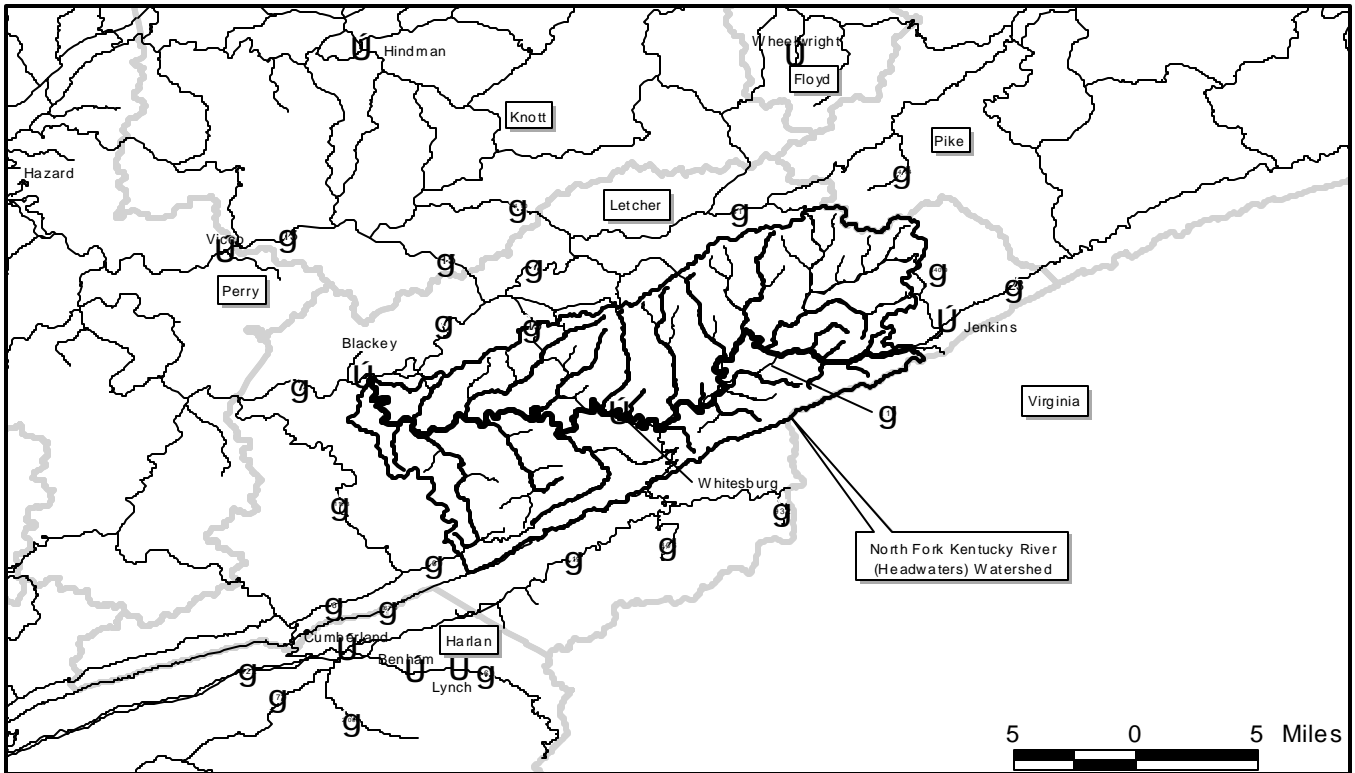 Hindman
Wheelwright
Floyd
Knott
Pike
Hazard
Letcher
Vicco
Perry
Jenkins
Blackey
Virginia
Whitesburg
North Fork Kentucky River
(Headwaters) Watershed
Cumberland
Harlan
Benham
Lynch
5 0 5 Miles